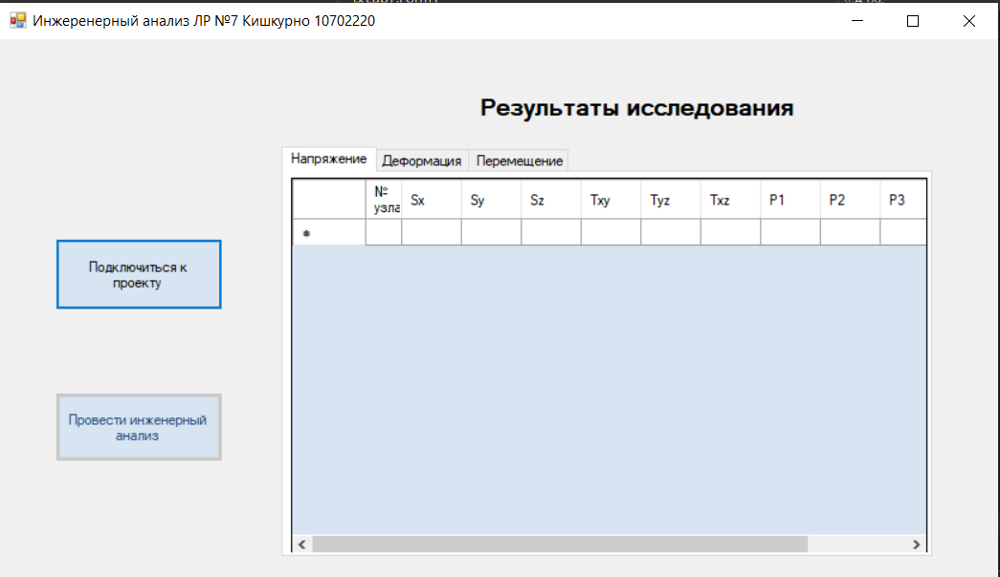 Инжеренерный анализ ЛР №7 Кишкурно 10702220
Результаты исследования
Напряжение Деформация Перемещение
№ узла Sx Sy Sz Txy Tyz Txz P1 P2 P3
*
Подключиться к
проекту
Провести инженерный
анализ